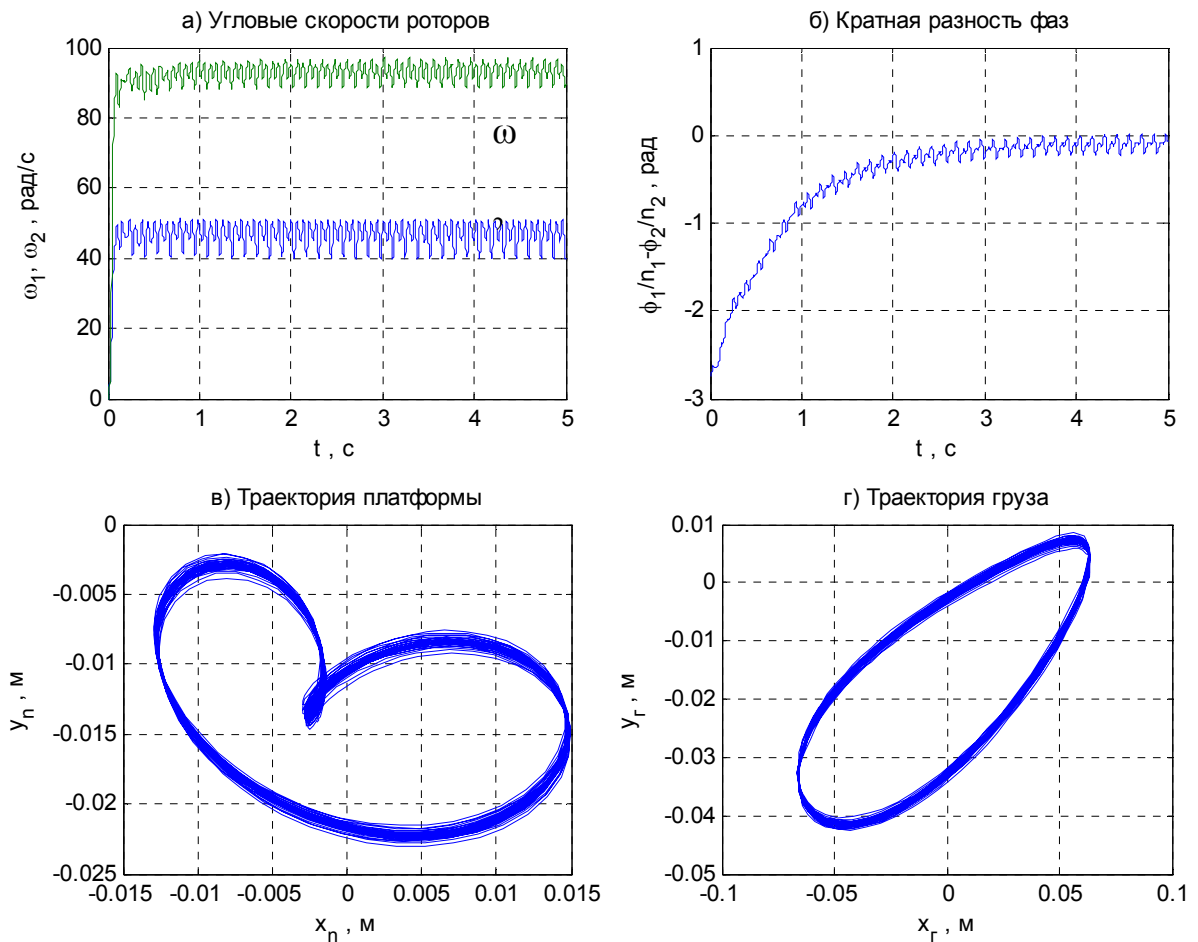 а) Угловые скорости роторов
ω₁, ω₂ , рад/с
100
80
60
40
20
0
ω
0 1 2 3 4 5
t , с
б) Кратная разность фаз
ϕ₁/n₁-ϕ₂/n₂ , рад
1
0
-1
-2
-3
0 1 2 3 4 5
t , с
в) Траектория платформы
yₙ , м
0
-0.005
-0.01
-0.015
-0.02
-0.025
-0.015 -0.01 -0.005 0 0.005 0.01 0.015
xₙ , м
г) Траектория груза
yᵣ , м
0.01
0
-0.01
-0.02
-0.03
-0.04
-0.05
-0.1 -0.05 0 0.05 0.1
xᵣ , м